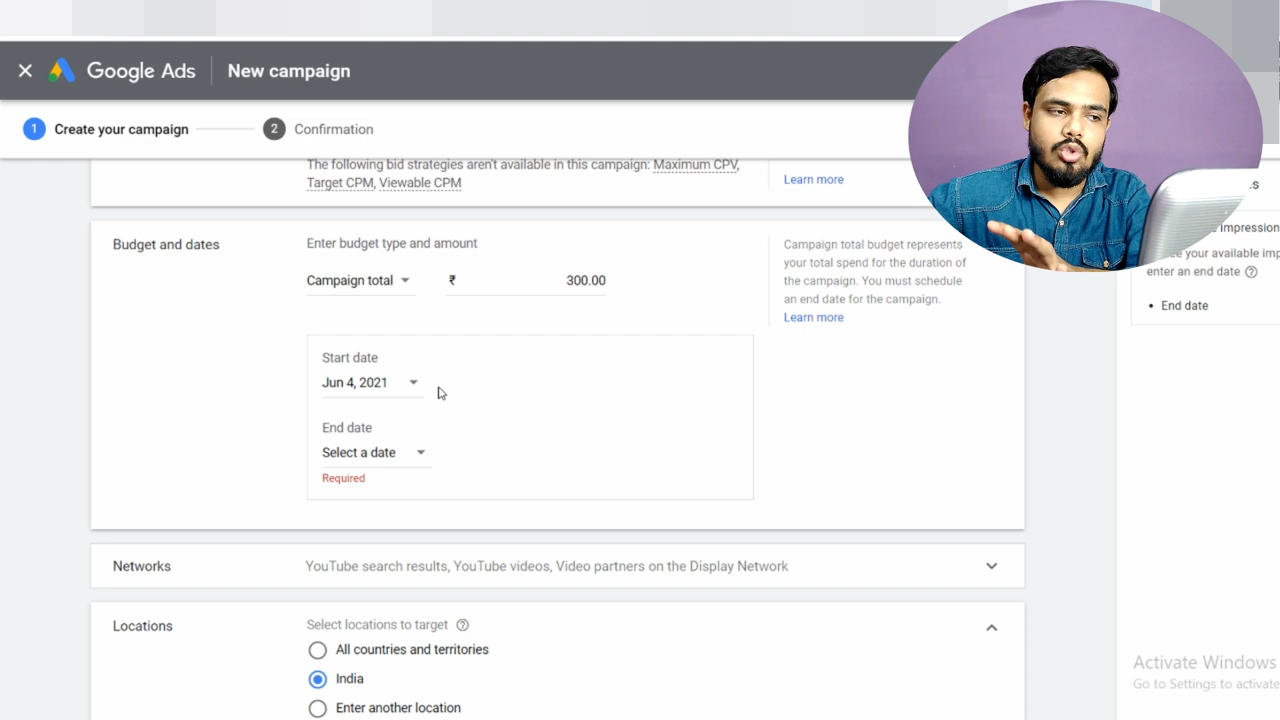 Google Ads
New campaign
1
Create your campaign
2
Confirmation
The following bid strategies aren't available in this campaign: Maximum CPV,
Target CPM, Viewable CPM
Learn more
Budget and dates
Enter budget type and amount
Campaign total
₹
300.00
Campaign total budget represents
your total spend for the duration of
the campaign. You must schedule
an end date for the campaign.
Learn more
Start date
Jun 4, 2021
End date
Select a date
Required
Networks
YouTube search results, YouTube videos, Video partners on the Display Network
Locations
Select locations to target
All countries and territories
India
Enter another location
your available
enter an end date
• End date
Activate Windows
Go to Settings to activate